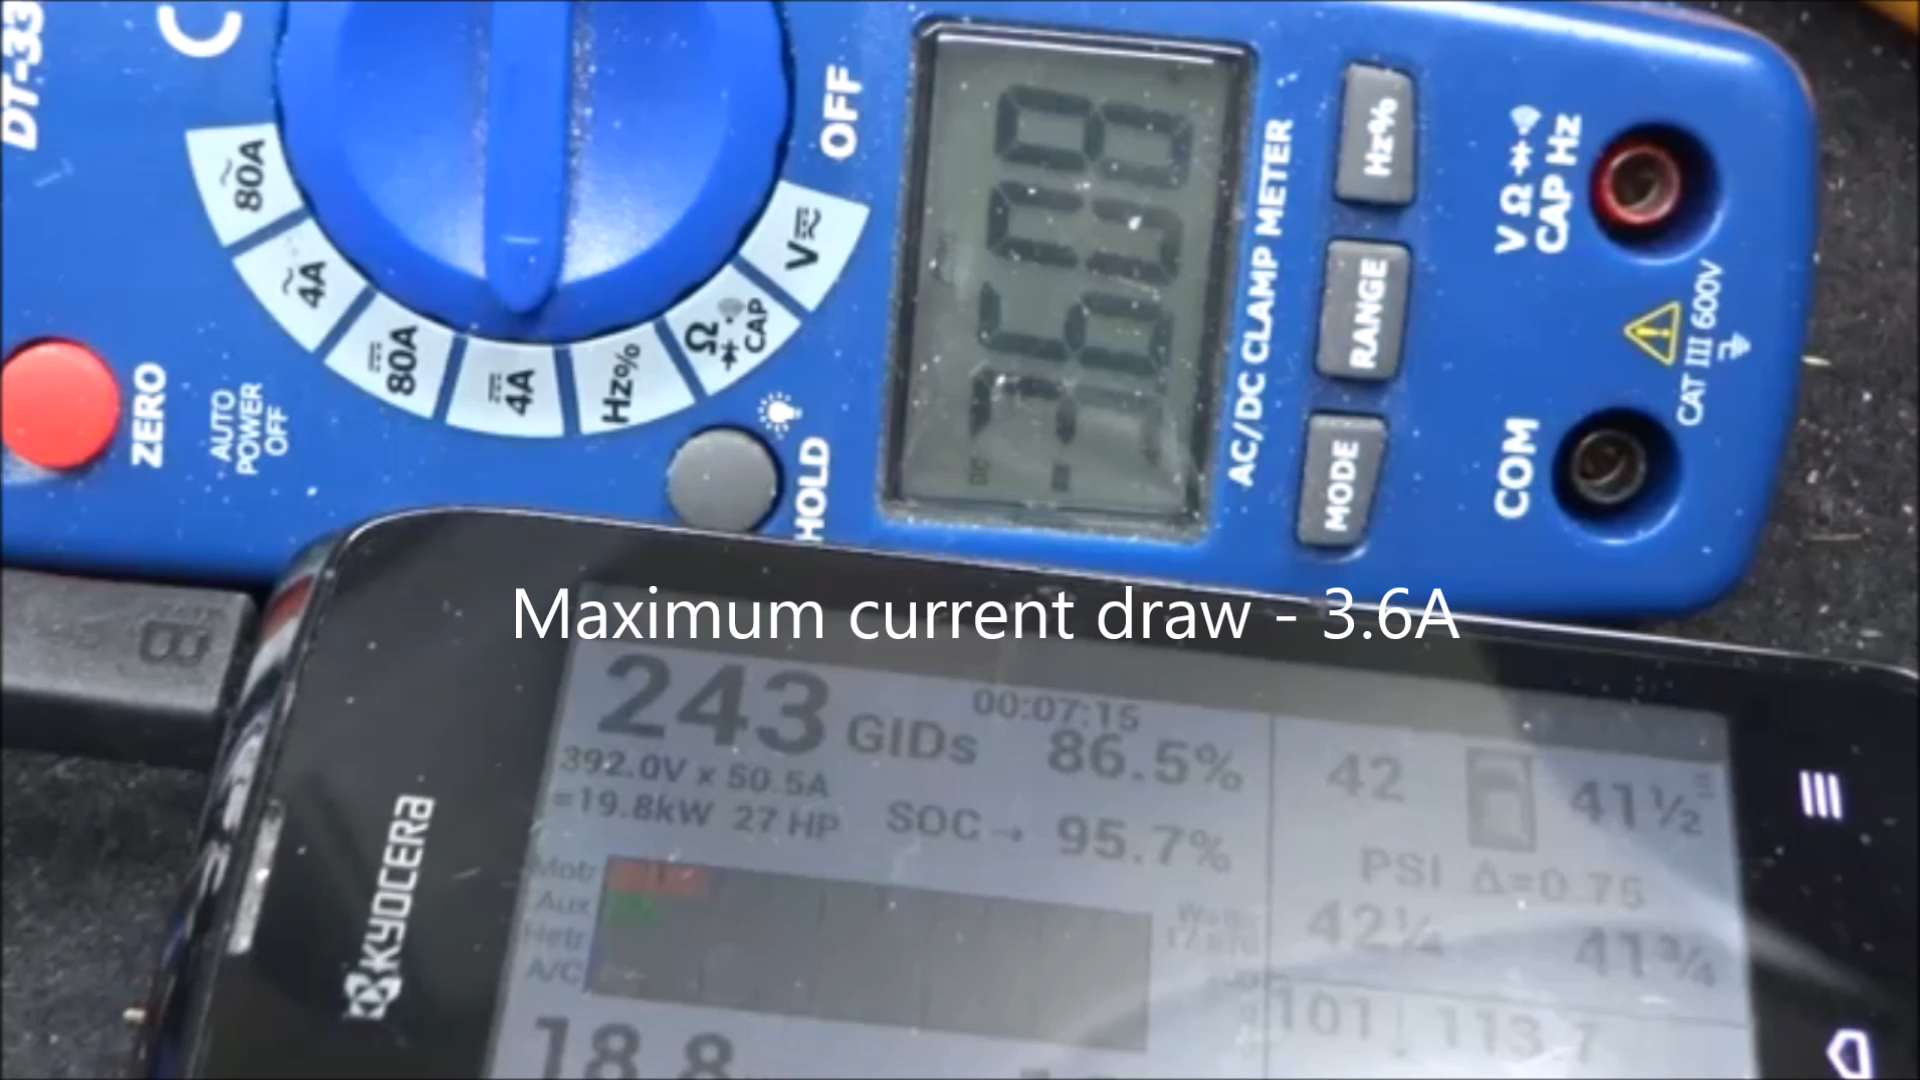 DT-33
OFF
80A
4A
80A
4A
Hz%
Ω
CAP
V
ZERO
AUTO
POWER
OFF
HOLD
DC
AC/DC CLAMP METER
Hz%
RANGE
MODE
V Ω
CAP Hz
CAT III 600V
COM
B
Maximum current draw - 3.6A
KYOCERA
243 GIDs
00:07:15
86.5%
392.0V x 50.5A
=19.8kW 27 HP
SOC→ 95.7%
Motr
Aux
Hetr
A/C
42 41½
PSI Δ=0.75
42¼ 41¾
101 113.7
18.8